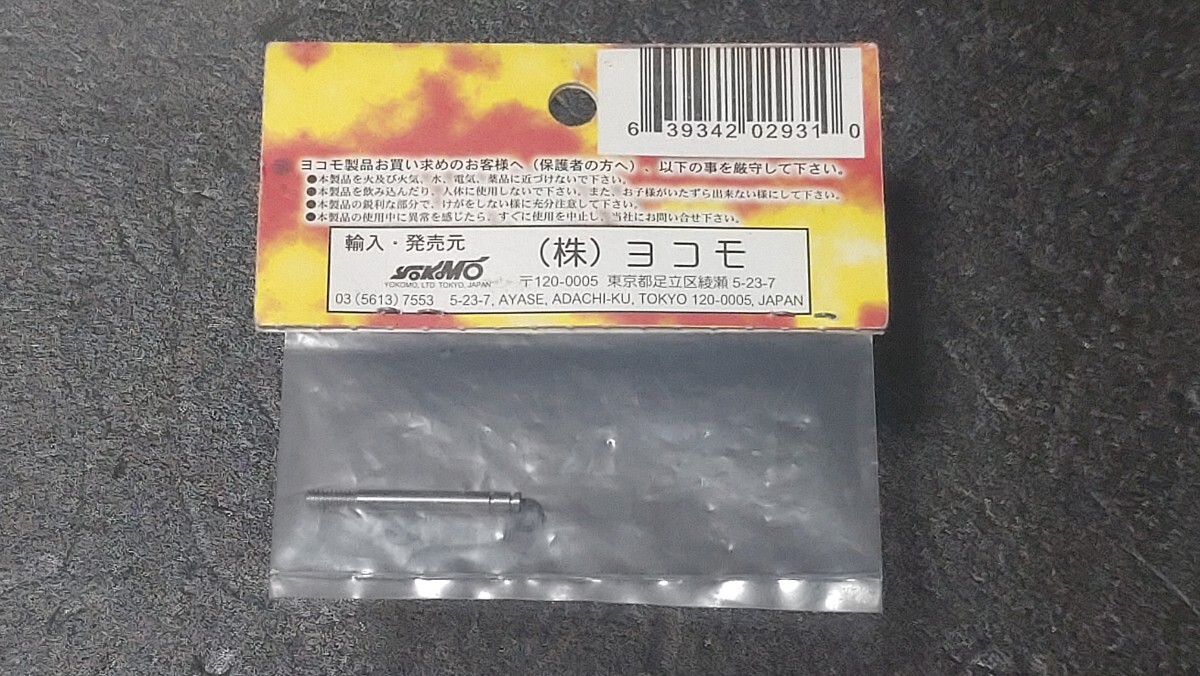 6 39342 02931 0
ヨコモ製品お買い求めのお客様へ（保護者の方へ）、以下の事を厳守して下さい。
●本製品を火及び火気、水、電気、薬品に近づけないで下さい。
●本製品を飲み込んだり、人体に使用しないで下さい。また、お子様がいたずら出来ない様にして下さい。
●本製品の鋭利な部分で、けがをしない様に充分注意して下さい。
●本製品の使用中に異常を感じたら、すぐに使用を中止し、当社にお問い合せ下さい。
輸入・発売元
（株）ヨコモ
YOKOMO
YOKOMO, LTD TOKYO, JAPAN
〒120-0005 東京都足立区綾瀬 5-23-7
03(5613)7553 5-23-7, AYASE, ADACHI-KU, TOKYO 120-0005, JAPAN